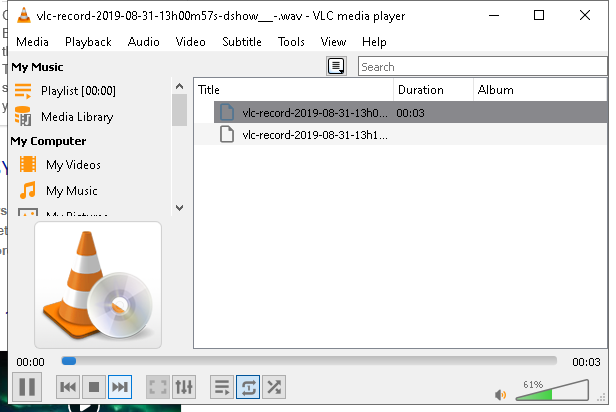 vlc-record-2019-08-31-13h00m57s-dshow__-.wav - VLC media player
Media Playback Audio Video Subtitle Tools View Help
My Music
Search
Playlist [00:00]
Media Library
My Computer
My Videos
My Music
My Pictures
Title Duration Album
vlc-record-2019-08-31-13h0... 00:03
vlc-record-2019-08-31-13h1...
00:00 00:03
61%